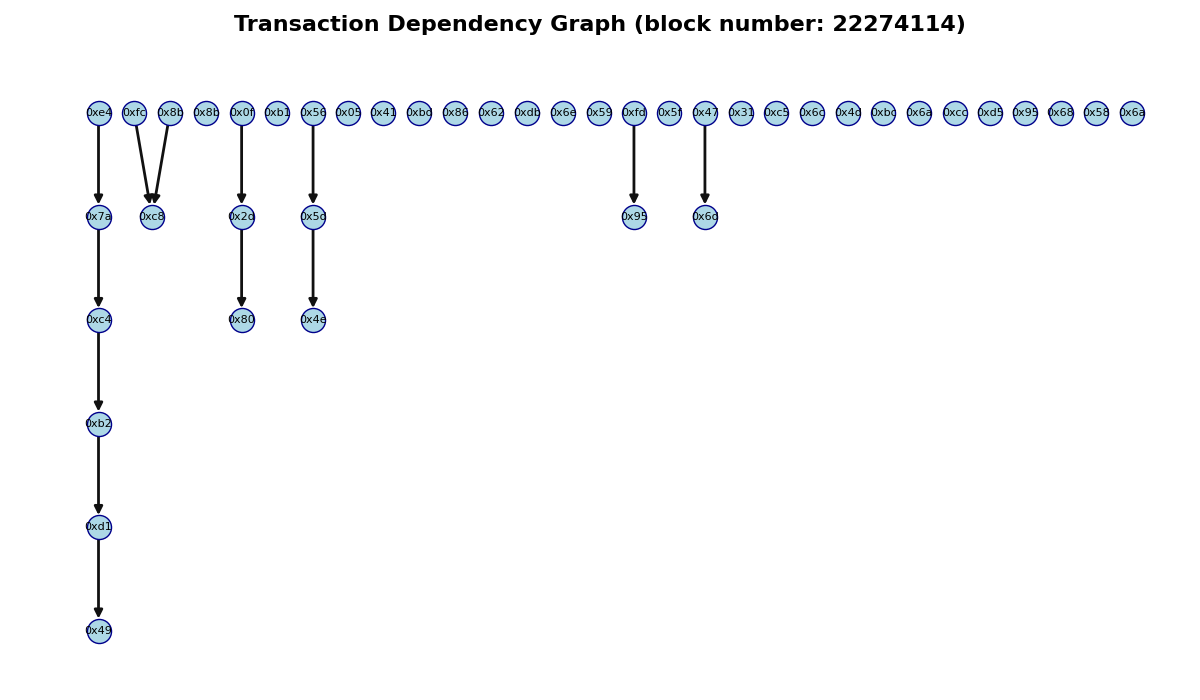 Transaction Dependency Graph (block number: 22274114)
0xe4 0xfc 0x8b 0x8b 0x0f 0xb1 0x56 0x05 0x41 0xbd 0x86 0x62 0xdb 0x6e 0x59 0xfd 0x5f 0x47 0x31 0xc5 0x6c 0x4d 0xbc 0x6a 0xcc 0xd5 0x95 0x68 0x58 0x6a
0x7a 0xc8 0x2d 0x5d 0x95 0x6d
0xc4 0x80 0x4e
0xb2
0xd1
0x49